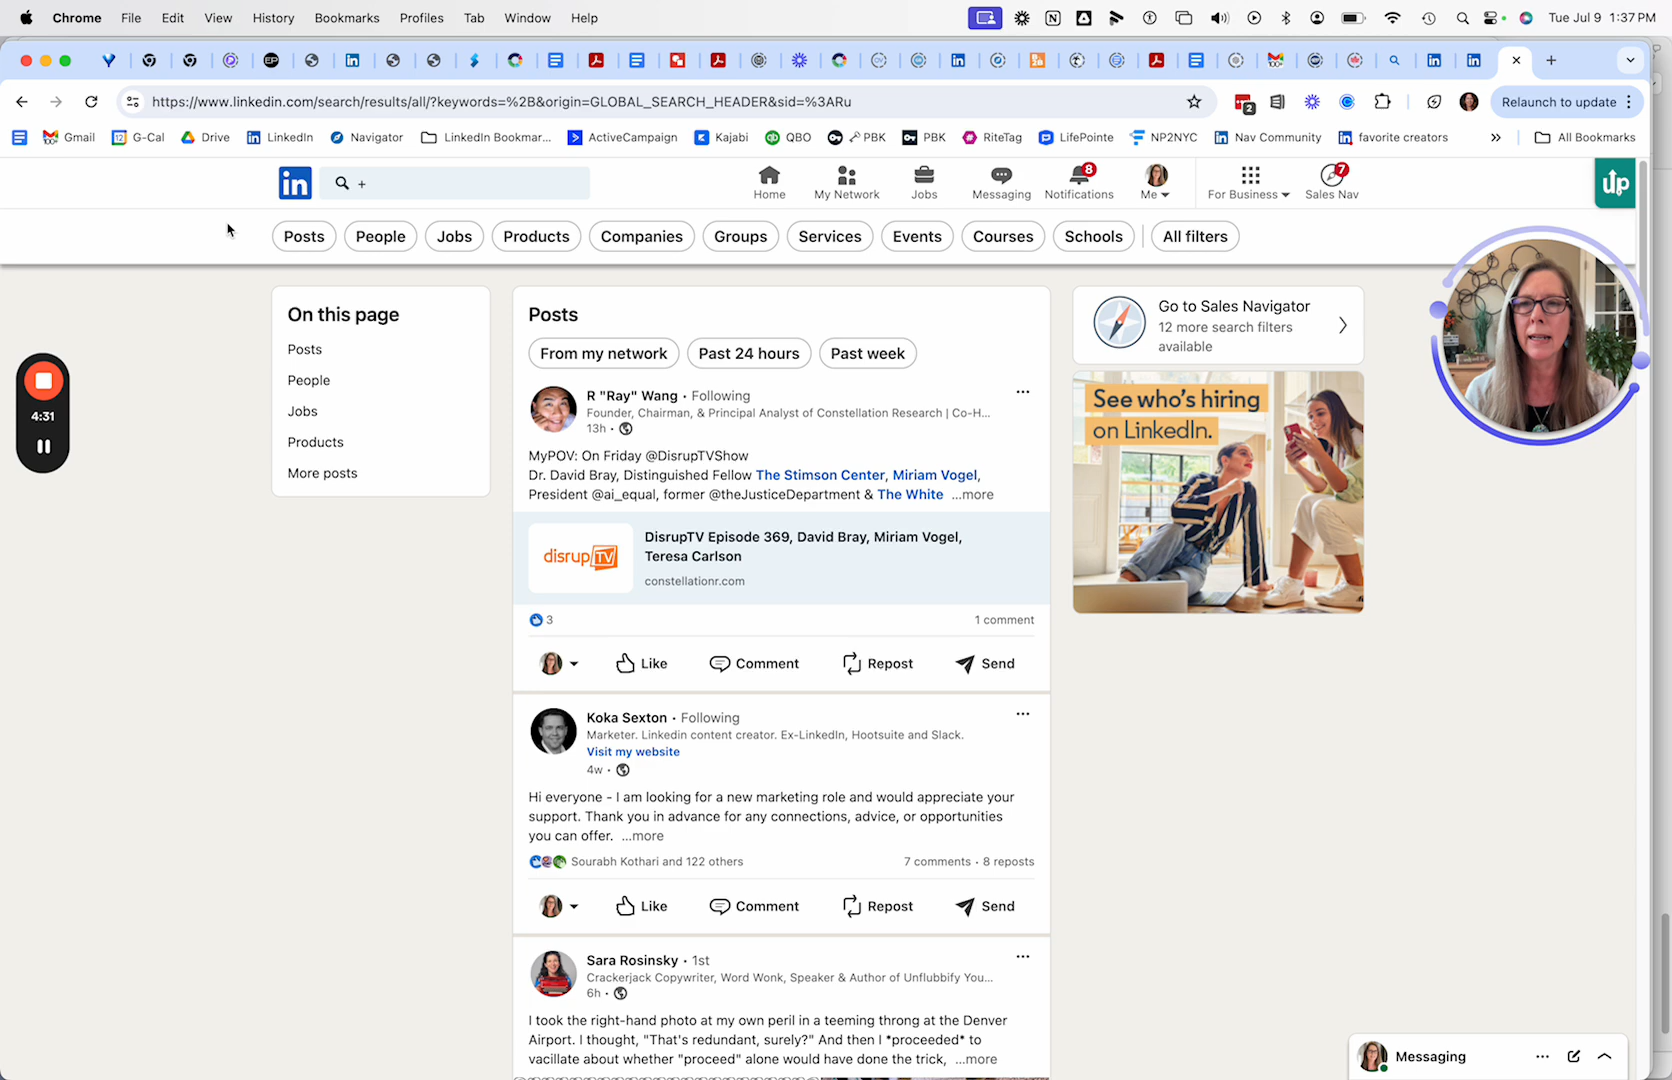 Chrome File Edit View History Bookmarks Profiles Tab Window Help
Tue Jul 9 1:37 PM
https://www.linkedin.com/search/results/all/?keywords=%2B&origin=GLOBAL_SEARCH_HEADER&sid=%3ARu
2
Relaunch to update
Gmail G-Cal Drive LinkedIn Navigator LinkedIn Bookmar... ActiveCampaign Kajabi QBO PBK PBK RiteTag LifePointe NP2NYC Nav Community favorite creators » All Bookmarks
in +
Home My Network Jobs Messaging 8 Notifications Me For Business 7 Sales Nav
up
Posts People Jobs Products Companies Groups Services Events Courses Schools All filters
4:31
On this page
Posts
People
Jobs
Products
More posts
Posts
From my network Past 24 hours Past week
R "Ray" Wang • Following
Founder, Chairman, & Principal Analyst of Constellation Research | Co-H...
13h •
MyPOV: On Friday @DisrupTVShow
Dr. David Bray, Distinguished Fellow The Stimson Center, Miriam Vogel,
President @ai_equal, former @theJusticeDepartment & The White ...more
disrupTV
DisrupTV Episode 369, David Bray, Miriam Vogel,
Teresa Carlson
constellationr.com
3 1 comment
Like Comment Repost Send
Koka Sexton • Following
Marketer. Linkedin content creator. Ex-LinkedIn, Hootsuite and Slack.
Visit my website
4w •
Hi everyone - I am looking for a new marketing role and would appreciate your
support. Thank you in advance for any connections, advice, or opportunities
you can offer. ...more
Sourabh Kothari and 122 others 7 comments • 8 reposts
Like Comment Repost Send
Sara Rosinsky • 1st
Crackerjack Copywriter, Word Wonk, Speaker & Author of Unflubbify You...
6h •
I took the right-hand photo at my own peril in a teeming throng at the Denver
Airport. I thought, "That's redundant, surely?" And then I *proceeded* to
vacillate about whether "proceed" alone would have done the trick, ...more
Go to Sales Navigator
12 more search filters
available
See who's hiring
on LinkedIn.
Messaging